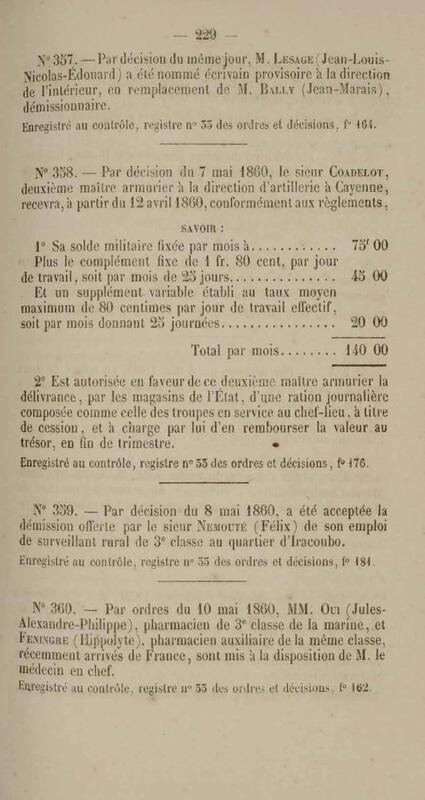 — 229 —
N° 357. — Par décision du même jour, M. LESAGE (Jean-Louis-
Nicolas-Édouard) a été nommé écrivain provisoire à la direction
de l'intérieur, en remplacement de M. BALLY (Jean-Marais),
démissionnaire.
Enregistré au contrôle, registre n° 55 des ordres et décisions, f° 164.
N° 358. — Par décision du 7 mai 1860, le sieur COADELOT,
deuxième maître armurier à la direction d'artillerie à Cayenne,
recevra, à partir du 12 avril 1860, conformément aux règlements,
SAVOIR :
1° Sa solde militaire fixée par mois à............ 75f 00
Plus le complément fixe de 1 fr. 80 cent, par jour
de travail, soit par mois de 25 jours............... 45 00
Et un supplément variable établi au taux moyen
maximum de 80 centimes par jour de travail effectif,
soit par mois donnant 25 journées................ 20 00
Total par mois........ 140 00
2° Est autorisée en faveur de ce deuxième maître armurier la
délivrance, par les magasins de l'État, d'une ration journalière
composée comme celle des troupes en service au chef-lieu, à titre
de cession, et à charge par lui d'en rembourser la valeur au
trésor, en fin de trimestre.
Enregistré au contrôle, registre n° 55 des ordres et décisions, f° 176.
N° 359. — Par décision du 8 mai 1860, a été acceptée la
démission offerte par le sieur NEMOUTÉ (Félix) de son emploi
de surveillant rural de 3e classe au quartier d'Iracoubo.
Enregistré au contrôle, registre n° 55 des ordres et décisions, f° 181.
N° 360. — Par ordres du 10 mai 1860, MM. OUI (Jules-
Alexandre-Philippe), pharmacien de 3e classe de la marine, et
FENINGRE (Hippolyte), pharmacien auxiliaire de la même classe,
récemment arrivés de France, sont mis à la disposition de M. le
médecin en chef.
Enregistré au contrôle, registre n° 55 des ordres et décisions, f° 162.